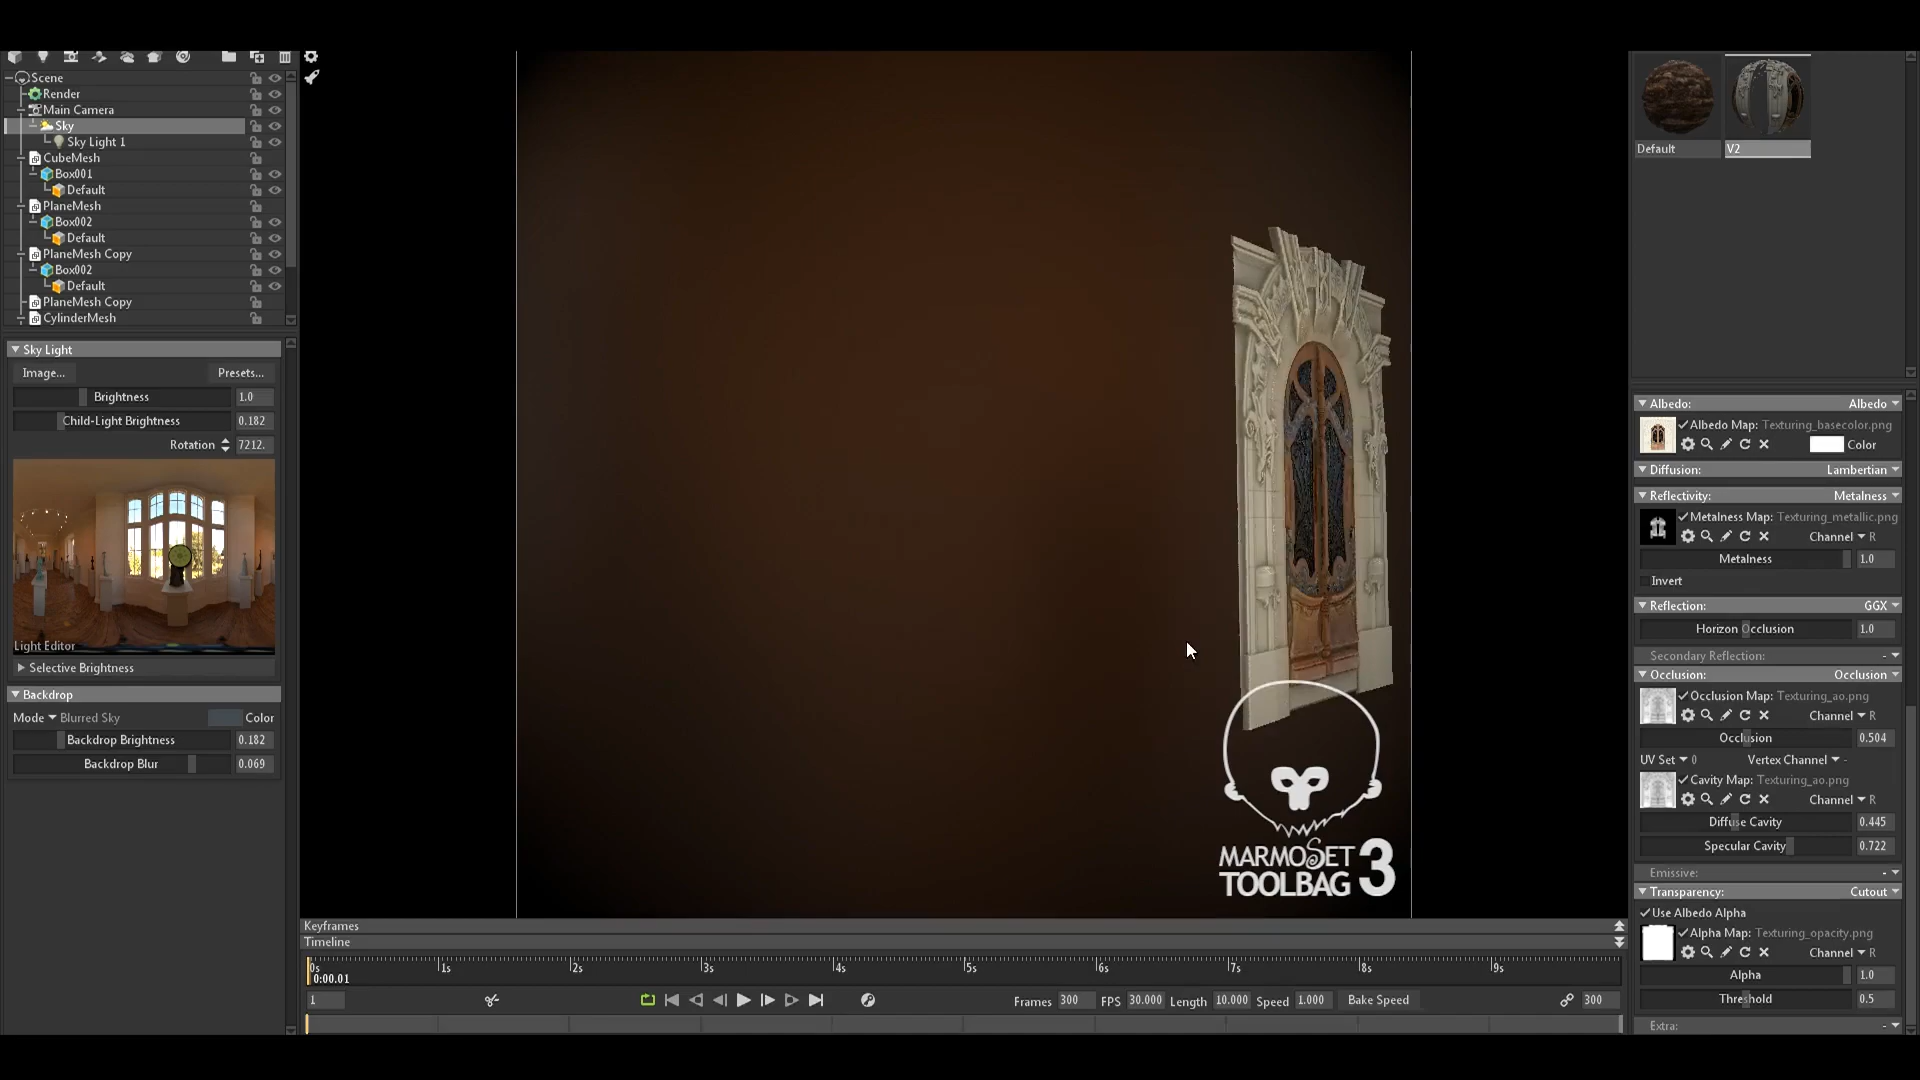 Scene
Render
Main Camera
Sky
Sky Light 1
CubeMesh
Box001
Default
PlaneMesh
Box002
Default
PlaneMesh Copy
Box002
Default
PlaneMesh Copy
CylinderMesh
Sky Light
Image... Presets...
Brightness 1.0
Child-Light Brightness 0.182
Rotation 7212.
Light Editor
Selective Brightness
Backdrop
Mode Blurred Sky Color
Backdrop Brightness 0.182
Backdrop Blur 0.069
MARMOSET
TOOLBAG 3
Keyframes
Timeline
0s 1s 2s 3s 4s 5s 6s 7s 8s 9s
0:00.01
1 Frames 300 FPS 30.000 Length 10.000 Speed 1.000 Bake Speed 300
Default V2
Albedo: Albedo
Albedo Map: Texturing_basecolor.png
Color
Diffusion: Lambertian
Reflectivity: Metalness
Metalness Map: Texturing_metallic.png
Channel R
Metalness 1.0
Invert
Reflection: GGX
Horizon Occlusion 1.0
Secondary Reflection: -
Occlusion: Occlusion
Occlusion Map: Texturing_ao.png
Channel R
Occlusion 0.504
UV Set 0 Vertex Channel -
Cavity Map: Texturing_ao.png
Channel R
Diffuse Cavity 0.445
Specular Cavity 0.722
Emissive: -
Transparency: Cutout
Use Albedo Alpha
Alpha Map: Texturing_opacity.png
Channel R
Alpha 1.0
Threshold 0.5
Extra: -